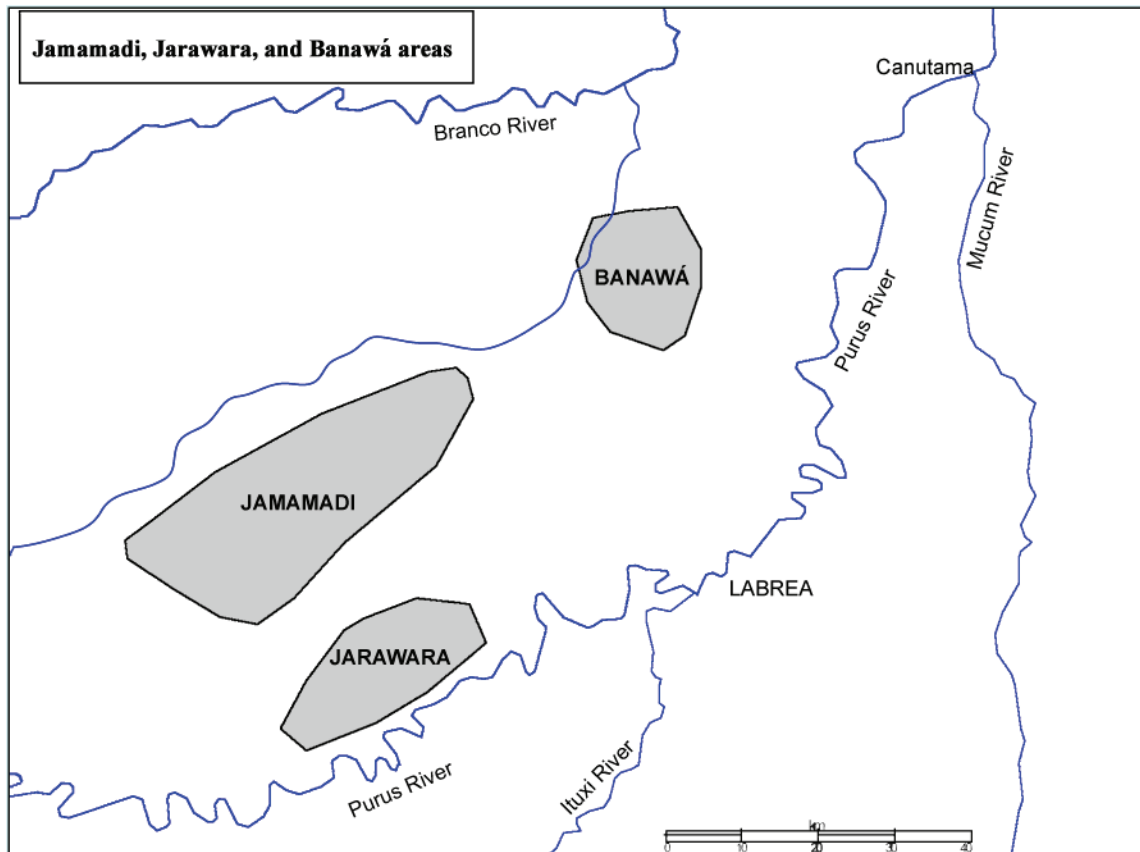 Jamamadi, Jarawara, and Banawá areas
Canutama
Branco River
Mucum River
BANAWÁ
Purus River
JAMAMADI
LABREA
JARAWARA
Purus River
Ituxi River
km
0 10 20 30 40